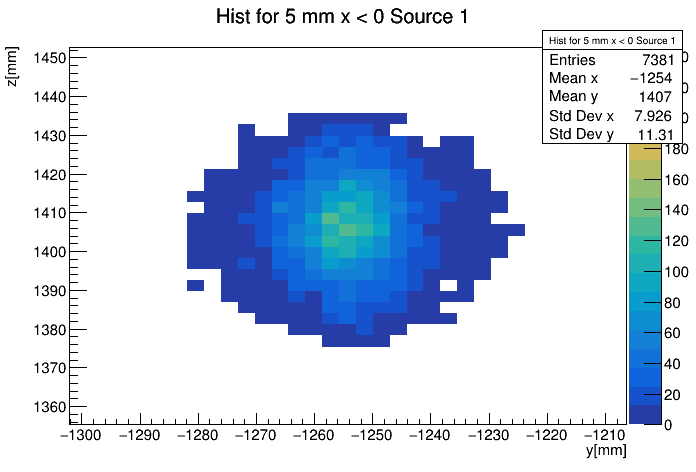 Hist for 5 mm x < 0 Source 1
Hist for 5 mm x < 0 Source 1
Entries 7381
Mean x −1254
Mean y 1407
Std Dev x 7.926
Std Dev y 11.31
z[mm]
1450
1440
1430
1420
1410
1400
1390
1380
1370
1360
180
160
140
120
100
80
60
40
20
0
−1300 −1290 −1280 −1270 −1260 −1250 −1240 −1230 −1220 −1210
y[mm]